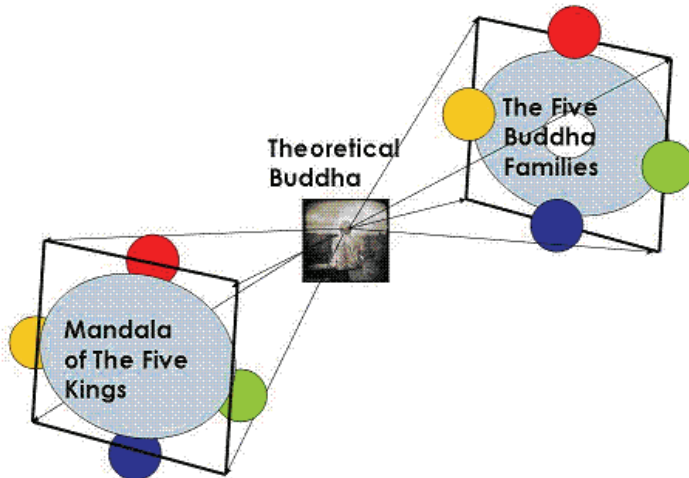 The Five
Buddha
Families
Theoretical
Buddha
Mandala
of The Five
Kings